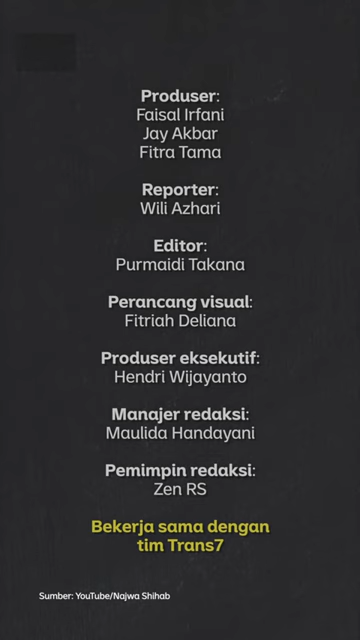 Produser:
Faisal Irfani
Jay Akbar
Fitra Tama
Reporter:
Wili Azhari
Editor:
Purmaidi Takana
Perancang visual:
Fitriah Deliana
Produser eksekutif:
Hendri Wijayanto
Manajer redaksi:
Maulida Handayani
Pemimpin redaksi:
Zen RS
Bekerja sama dengan
tim Trans7
Sumber: YouTube/Najwa Shihab